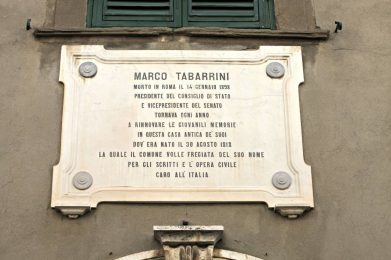 MARCO TABARRINI
MORTO IN ROMA IL 14 GENNAIO 1898
PRESIDENTE DEL CONSIGLIO DI STATO
E VICEPRESIDENTE DEL SENATO
TORNAVA OGNI ANNO
A RINNOVARE LE GIOVANILI MEMORIE
IN QUESTA CASA ANTICA DE' SUOI
DOV'ERA NATO IL 30 AGOSTO 1818
LA QUALE IL COMUNE VOLLE FREGIATA DEL SUO NOME
PER GLI SCRITTI E L'OPERA CIVILE
CARO ALL'ITALIA